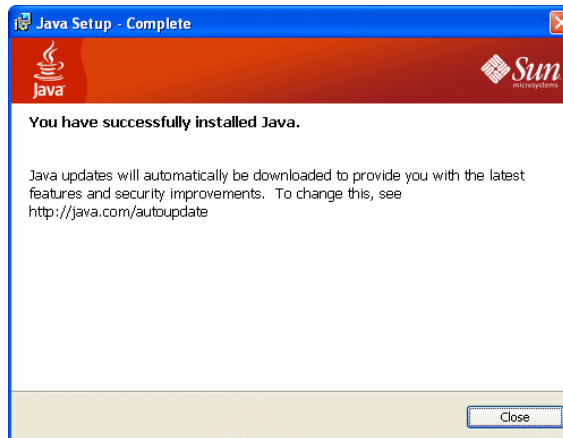 Java Setup - Complete
Java
Sun
microsystems
You have successfully installed Java.
Java updates will automatically be downloaded to provide you with the latest
features and security improvements. To change this, see
http://java.com/autoupdate
Close